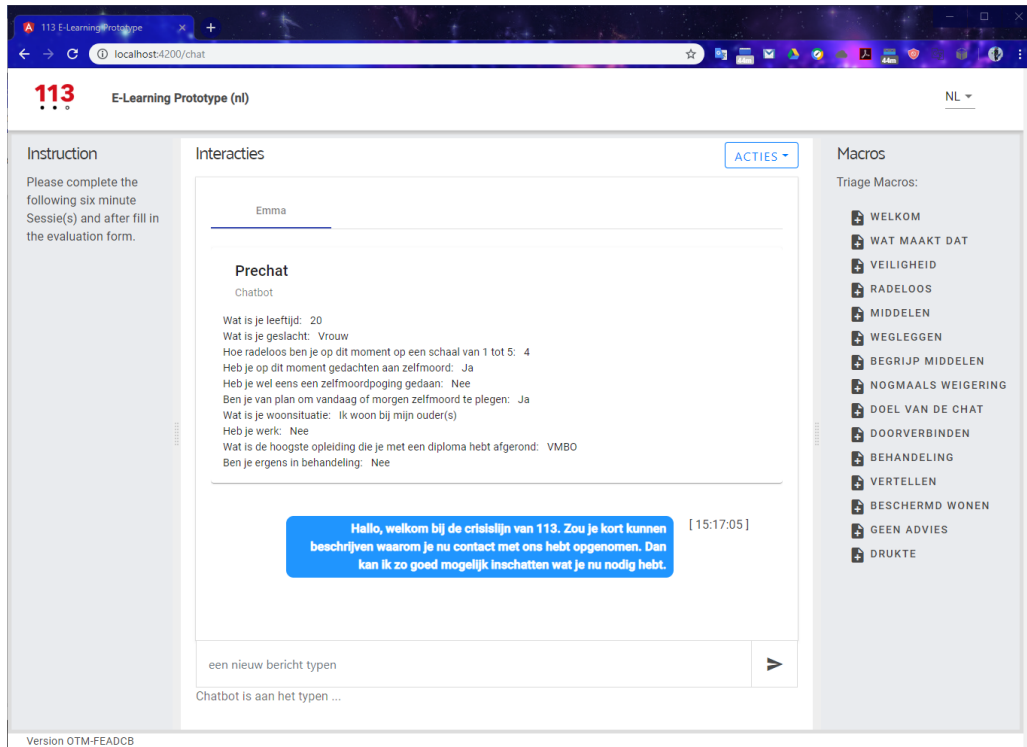 113 E-Learning Prototype
localhost:4200/chat
44m
44m
113
E-Learning Prototype (nl)
NL
Instruction
Please complete the
following six minute
Sessie(s) and after fill in
the evaluation form.
Interacties
ACTIES
Emma
Prechat
Chatbot
Wat is je leeftijd: 20
Wat is je geslacht: Vrouw
Hoe radeloos ben je op dit moment op een schaal van 1 tot 5: 4
Heb je op dit moment gedachten aan zelfmoord: Ja
Heb je wel eens een zelfmoordpoging gedaan: Nee
Ben je van plan om vandaag of morgen zelfmoord te plegen: Ja
Wat is je woonsituatie: Ik woon bij mijn ouder(s)
Heb je werk: Nee
Wat is de hoogste opleiding die je met een diploma hebt afgerond: VMBO
Ben je ergens in behandeling: Nee
Hallo, welkom bij de crisislijn van 113. Zou je kort kunnen
beschrijven waarom je nu contact met ons hebt opgenomen. Dan
kan ik zo goed mogelijk inschatten wat je nu nodig hebt.
[ 15:17:05 ]
een nieuw bericht typen
Chatbot is aan het typen ...
Macros
Triage Macros:
WELKOM
WAT MAAKT DAT
VEILIGHEID
RADELOOS
MIDDELEN
WEGLEGGEN
BEGRIJP MIDDELEN
NOGMAALS WEIGERING
DOEL VAN DE CHAT
DOORVERBINDEN
BEHANDELING
VERTELLEN
BESCHERMD WONEN
GEEN ADVIES
DRUKTE
Version OTM-FEADCB